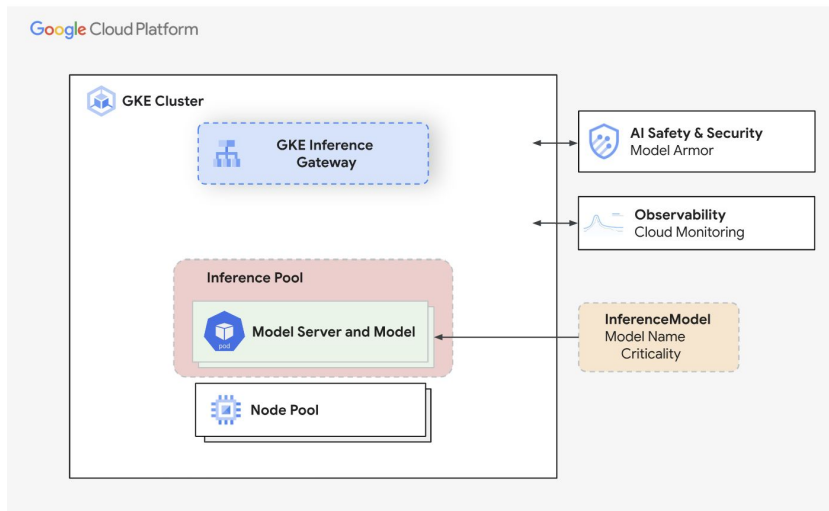 Google Cloud Platform
GKE Cluster
GKE Inference
Gateway
AI Safety & Security
Model Armor
Observability
Cloud Monitoring
Inference Pool
pod
Model Server and Model
InferenceModel
Model Name
Criticality
Node Pool